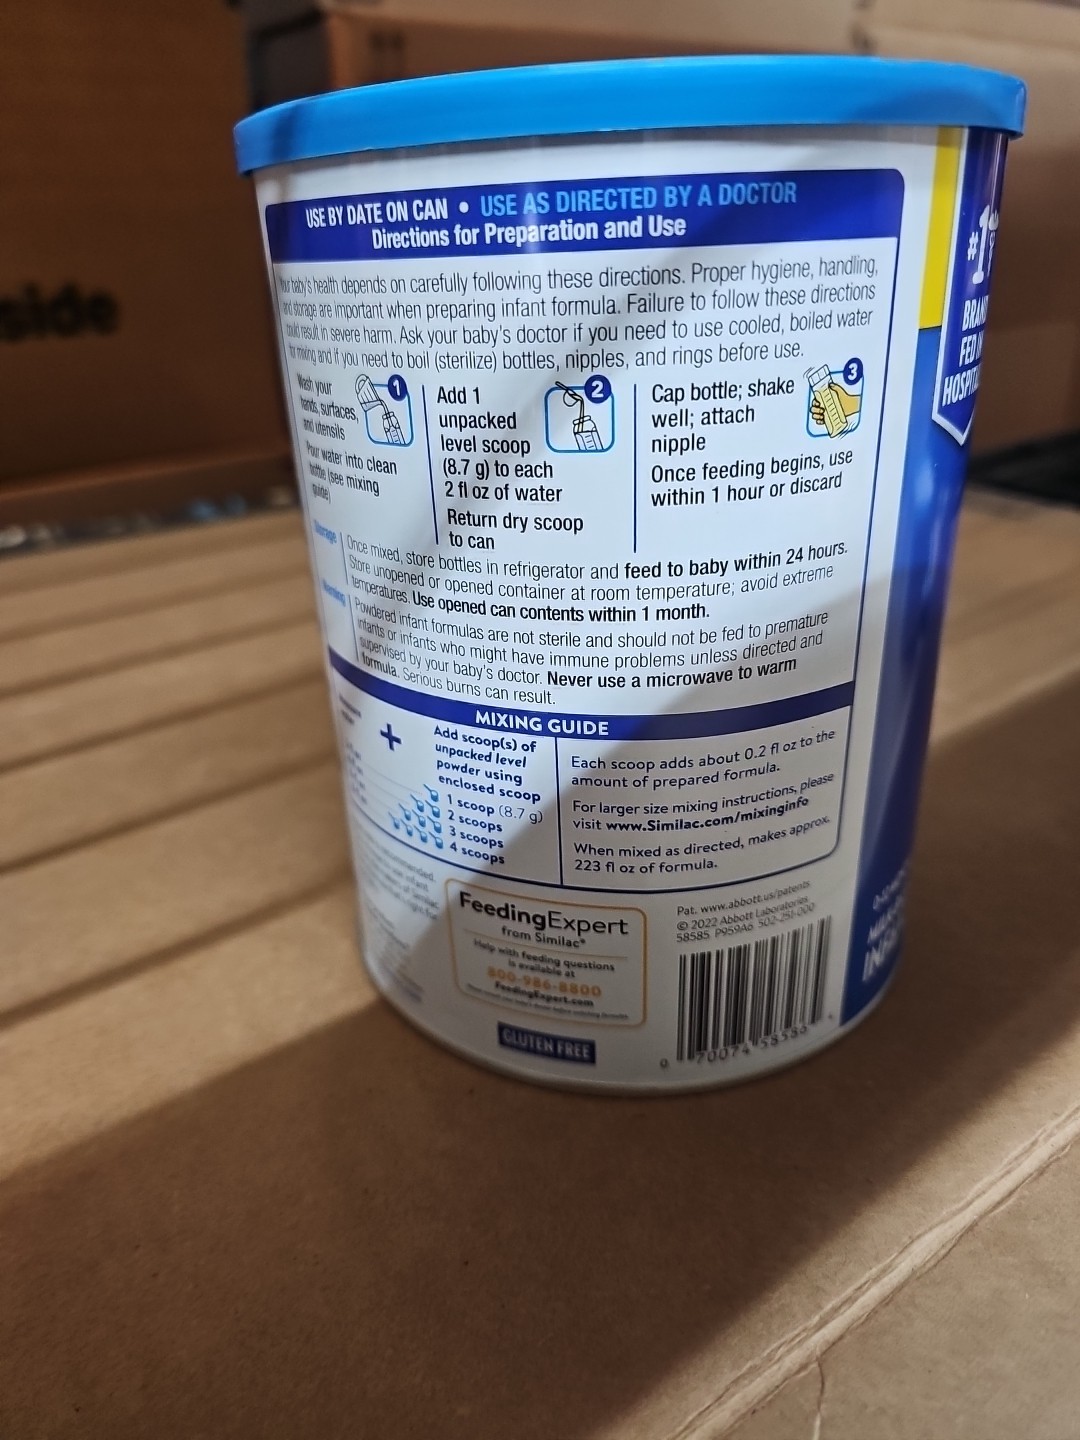 side
USE BY DATE ON CAN • USE AS DIRECTED BY A DOCTOR
Directions for Preparation and Use
Your baby's health depends on carefully following these directions. Proper hygiene, handling,
and storage are important when preparing infant formula. Failure to follow these directions
could result in severe harm. Ask your baby's doctor if you need to use cooled, boiled water
for mixing and if you need to boil (sterilize) bottles, nipples, and rings before use.
1
Wash your
hands, surfaces,
and utensils
Pour water into clean
bottle (see mixing
guide)
2
Add 1
unpacked
level scoop
(8.7 g) to each
2 fl oz of water
Return dry scoop
to can
3
Cap bottle; shake
well; attach
nipple
Once feeding begins, use
within 1 hour or discard
Storage
Once mixed, store bottles in refrigerator and feed to baby within 24 hours.
Store unopened or opened container at room temperature; avoid extreme
temperatures. Use opened can contents within 1 month.
Warning
Powdered infant formulas are not sterile and should not be fed to premature
infants or infants who might have immune problems unless directed and
supervised by your baby's doctor. Never use a microwave to warm
formula. Serious burns can result.
MIXING GUIDE
+
Add scoop(s) of
unpacked level
powder using
enclosed scoop
1 scoop (8.7 g)
2 scoops
3 scoops
4 scoops
Each scoop adds about 0.2 fl oz to the
amount of prepared formula.
For larger size mixing instructions, please
visit www.Similac.com/mixinginfo
When mixed as directed, makes approx.
223 fl oz of formula.
FeedingExpert
from Similac®
Help with feeding questions
is available at
800-986-8800
FeedingExpert.com
GLUTEN FREE
Pat. www.abbott.us/patents
© 2022 Abbott Laboratories
58585 P959A6 502-251-000
0 70074 58586
#1
BRAND
FED IN